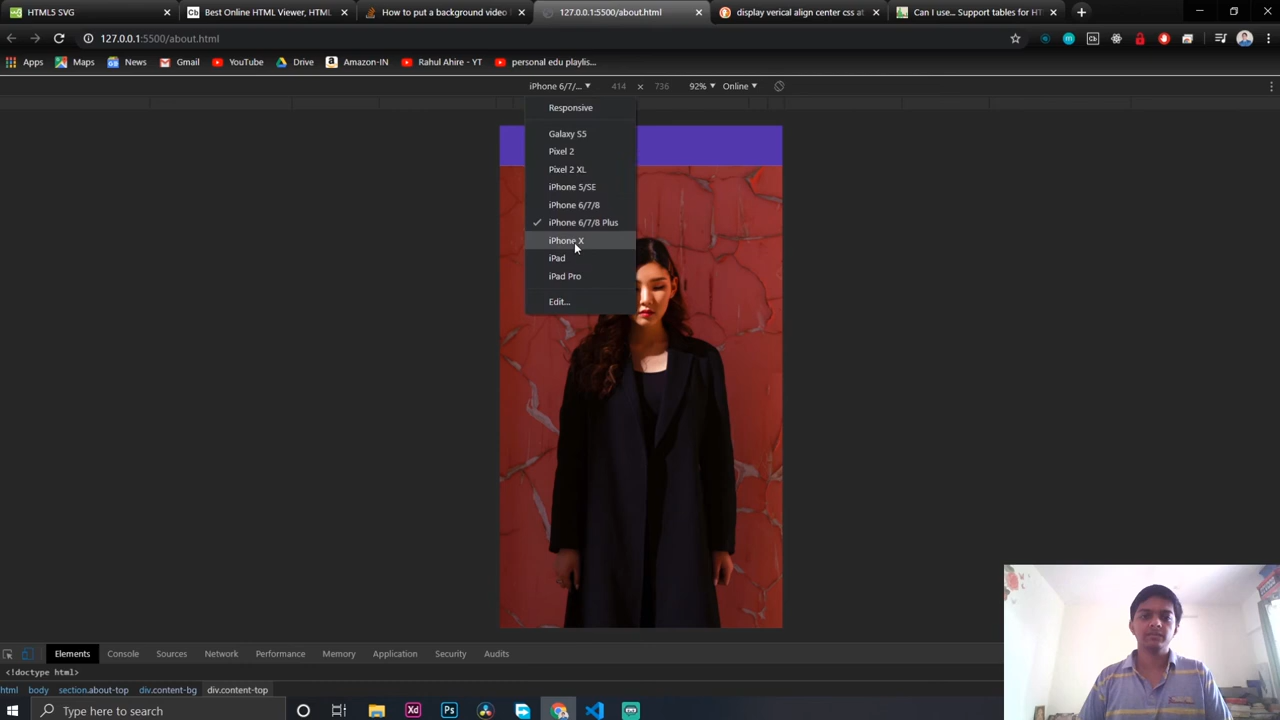 HTML5 SVG
Best Online HTML Viewer, HTML
How to put a background video
127.0.0.1:5500/about.html
display verical align center css at
Can I use... Support tables for HT
127.0.0.1:5500/about.html
Apps
Maps
News
Gmail
YouTube
Drive
Amazon-IN
Rahul Ahire - YT
personal edu playlis...
iPhone 6/7/... ▼ 414 × 736 92% ▼ Online ▼
Responsive
Galaxy S5
Pixel 2
Pixel 2 XL
iPhone 5/SE
iPhone 6/7/8
✓ iPhone 6/7/8 Plus
iPhone X
iPad
iPad Pro
Edit...
Elements Console Sources Network Performance Memory Application Security Audits
<!doctype html>
html body section.about-top div.content-bg div.content-top
Type here to search
Xd
Ps